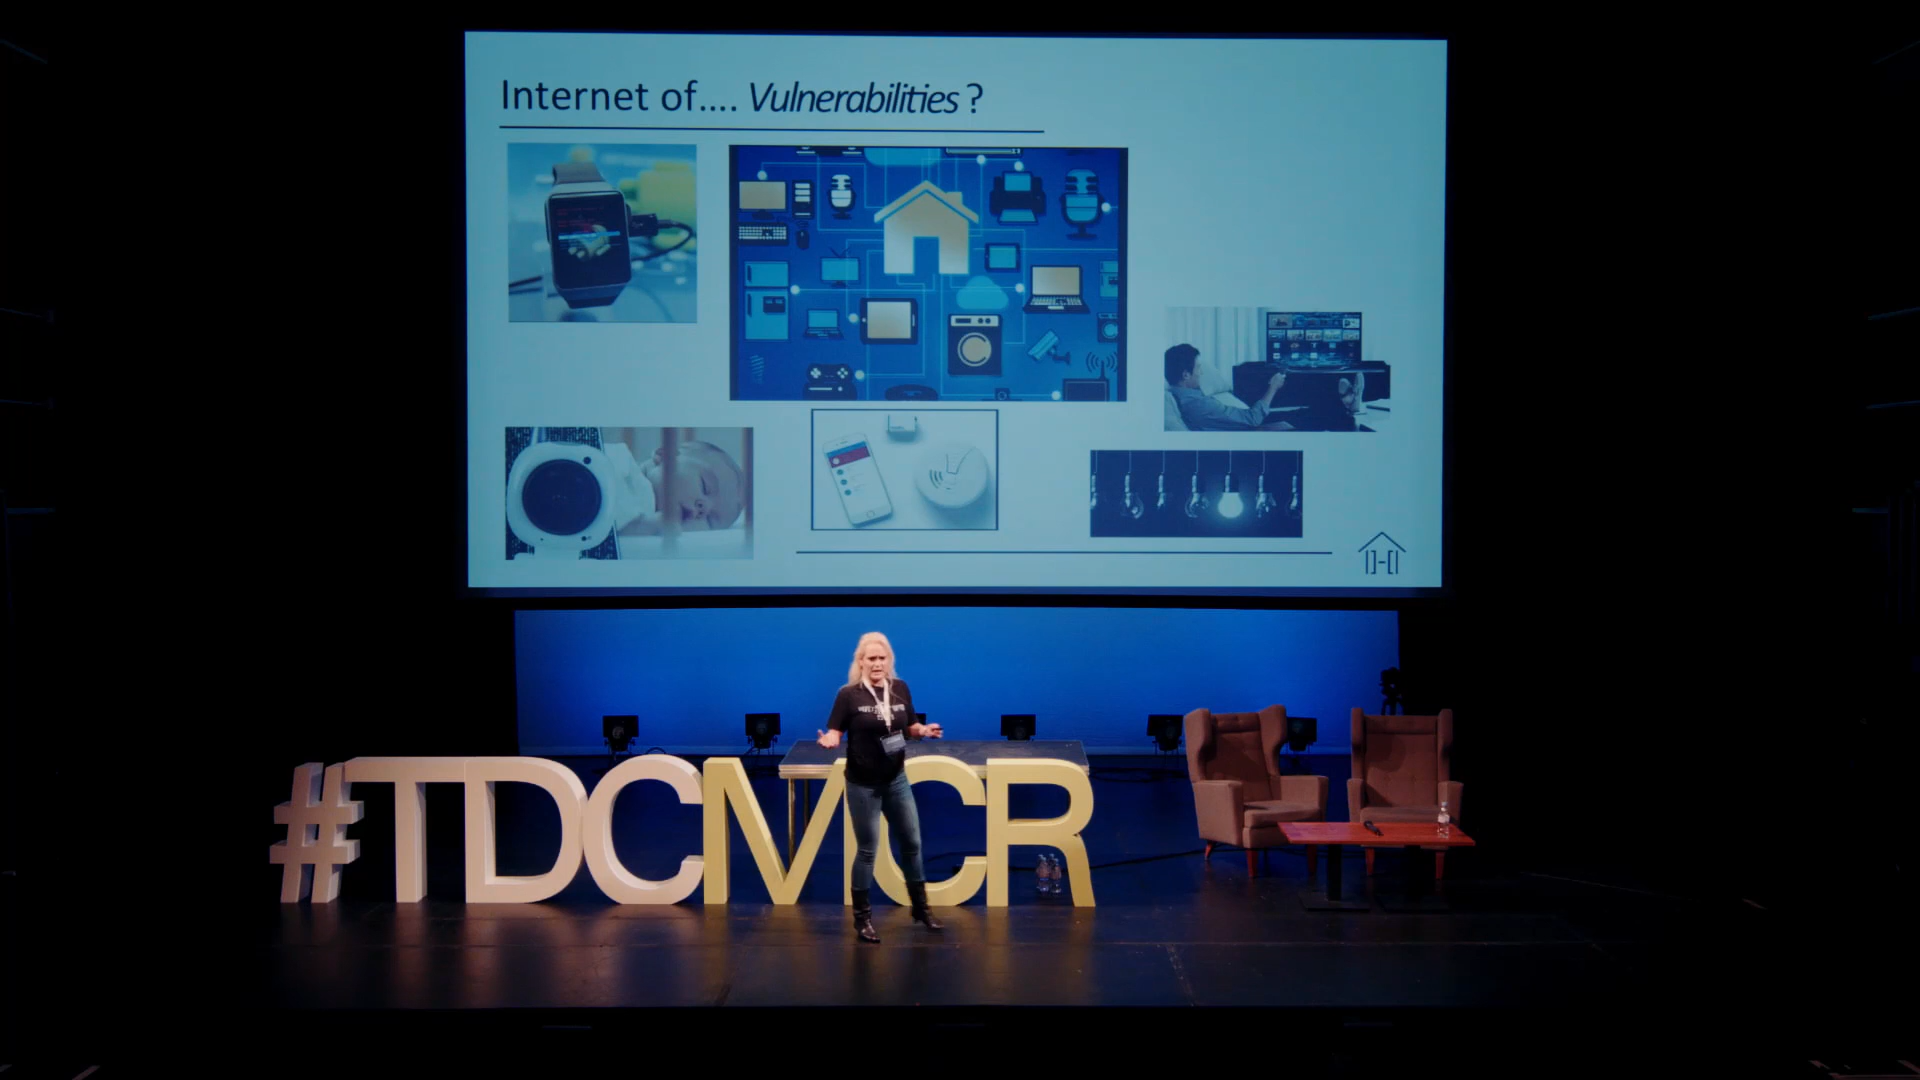 Internet of.... Vulnerabilities ?
#TDCMCR